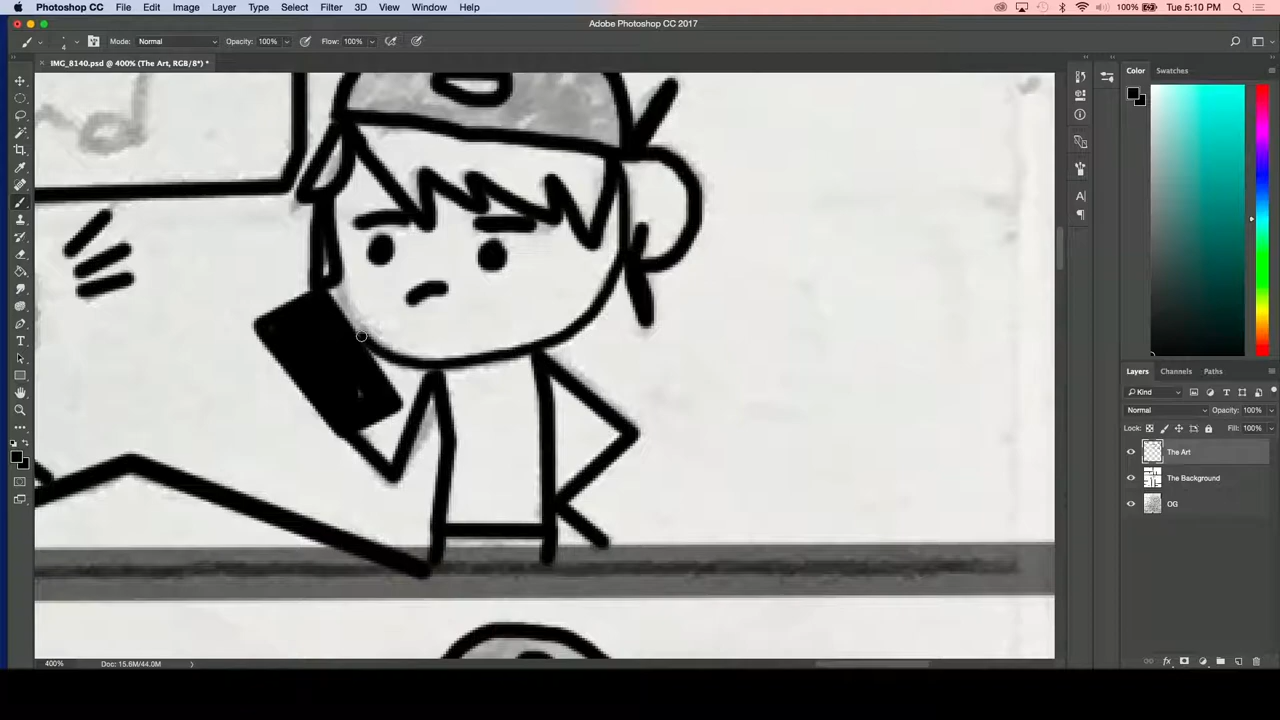 Photoshop CC File Edit Image Layer Type Select Filter 3D View Window Help 100% Tue 5:10 PM
Adobe Photoshop CC 2017
4 Mode: Normal Opacity: 100% Flow: 100%
IMG_8140.psd @ 400% (The Art, RGB/8*) *
Color Swatches
Layers Channels Paths
Kind
Normal Opacity: 100%
Lock: Fill: 100%
The Art
The Background
OG
400% Doc: 15.6M/44.0M